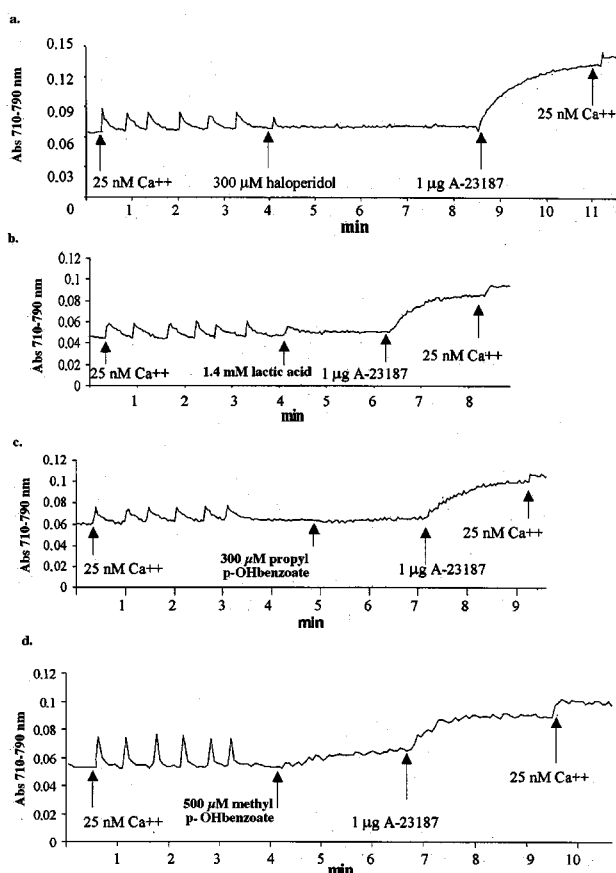 a.
Abs 710-790 nm
0.15
0.12
0.09
0.06
0.03
0
25 nM Ca++
300 µM haloperidol
1 µg A-23187
25 nM Ca++
1 2 3 4 5 6 7 8 9 10 11
min
b.
Abs 710-790 nm
0.1
0.08
0.06
0.04
0.02
0
25 nM Ca++
1.4 mM lactic acid
1 µg A-23187
25 nM Ca++
1 2 3 4 5 6 7 8
min
c.
Abs 710-790 nm
0.12
0.1
0.08
0.06
0.04
0.02
0
25 nM Ca++
300 µM propyl
p-OHbenzoate
1 µg A-23187
25 nM Ca++
1 2 3 4 5 6 7 8 9
min
d.
Abs 710-790 nm
0.1
0.08
0.06
0.04
0.02
0
25 nM Ca++
500 µM methyl
p- OHbenzoate
1 µg A-23187
25 nM Ca++
1 2 3 4 5 6 7 8 9 10
min